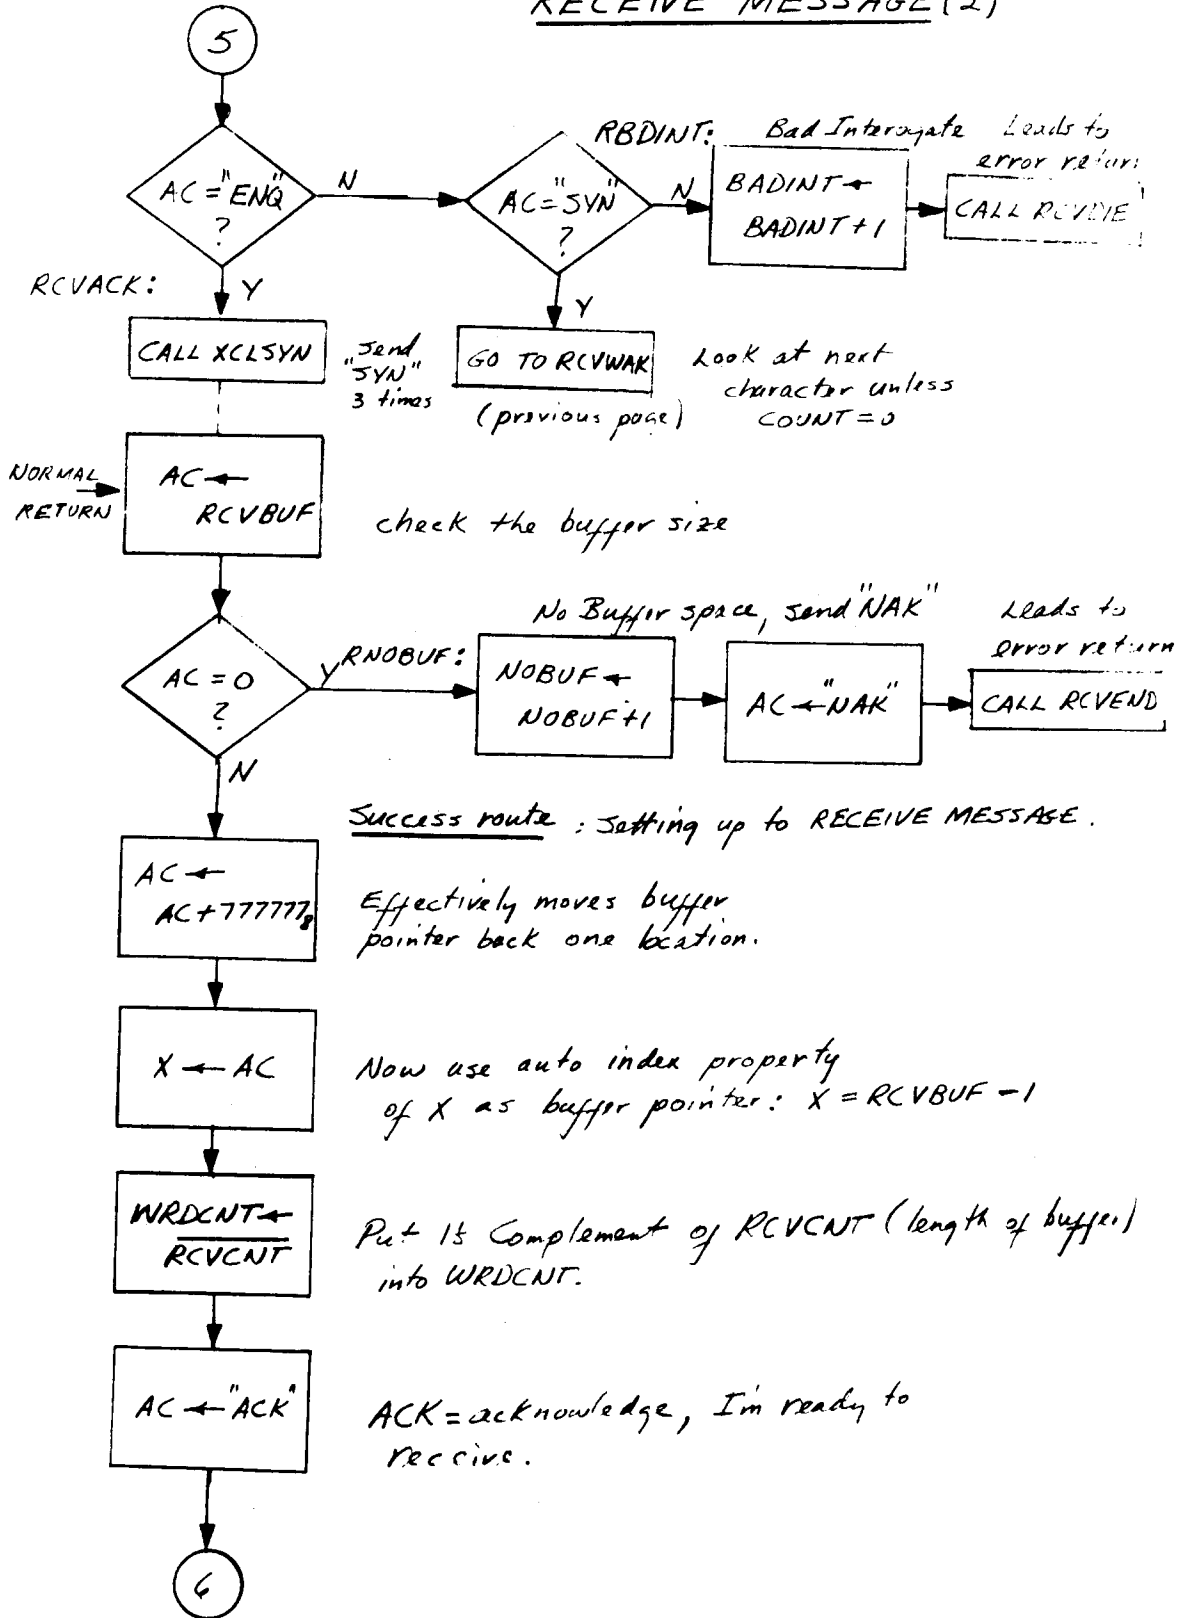 RECEIVE MESSAGE (2)
5
AC = "ENQ"
?
N
AC = "SYN"
?
N
RBDINT:
Bad Interogate
BADINT ←
BADINT + 1
Leads to
error return
CALL RCVDIE
RCVACK:
Y
CALL XCLSYN
"Send
"SYN"
3 times
Y
GO TO RCVWAK
(previous page)
Look at next
character unless
COUNT = 0
NORMAL
RETURN
AC ←
RCVBUF
check the buffer size
AC = 0
?
Y
RNOBUF:
No Buffer space, send "NAK"
NOBUF ←
NOBUF + 1
AC ← "NAK"
Leads to
error return
CALL RCVEND
N
Success route : Setting up to RECEIVE MESSAGE.
AC ←
AC + 777777₈
Effectively moves buffer
pointer back one location.
X ← AC
Now use auto index property
of X as buffer pointer: X = RCVBUF - 1
WRDCNT ←
RCVCNT
Put 1's Complement of RCVCNT (length of buffer)
into WRDCNT.
AC ← "ACK"
ACK = acknowledge, I'm ready to
receive.
6